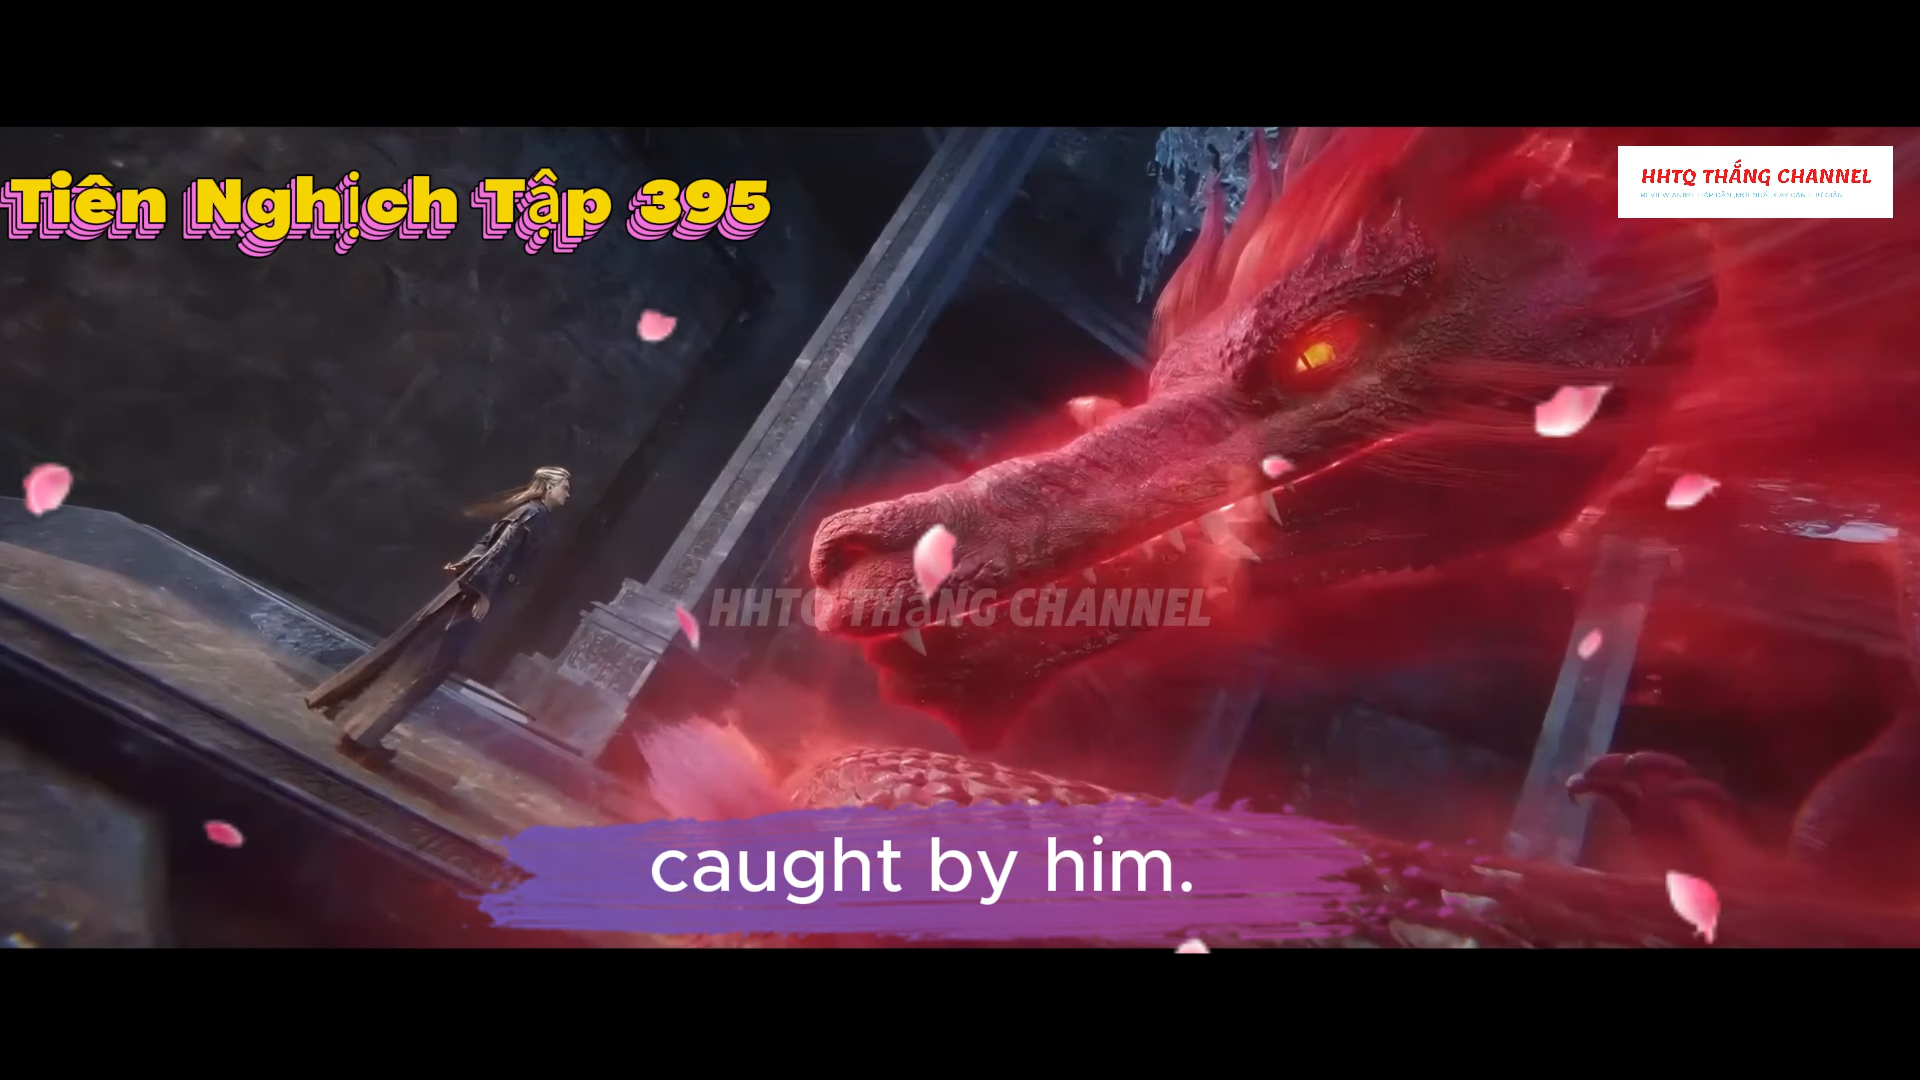 Tiên Nghịch Tập 395
HHTQ THẮNG CHANNEL
HHTQ THắNG CHANNEL
caught by him.